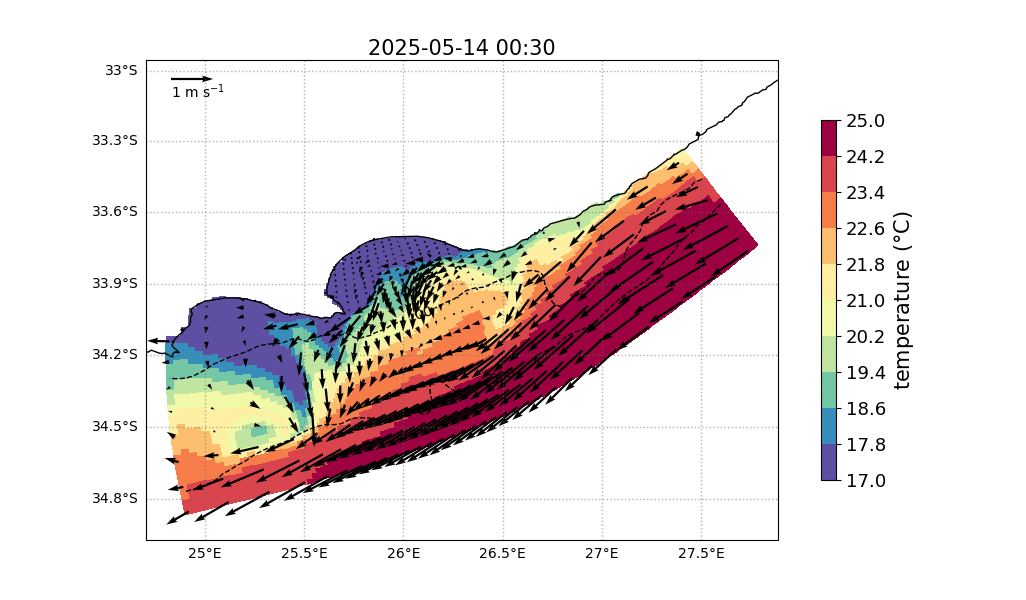 2025-05-14 00:30
1 m s⁻¹
33°S
33.3°S
33.6°S
33.9°S
34.2°S
34.5°S
34.8°S
25°E
25.5°E
26°E
26.5°E
27°E
27.5°E
25.0
24.2
23.4
22.6
21.8
21.0
20.2
19.4
18.6
17.8
17.0
temperature (°C)